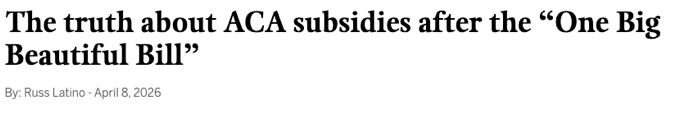 The truth about ACA subsidies after the “One Big
Beautiful Bill”
By: Russ Latino - April 8, 2026